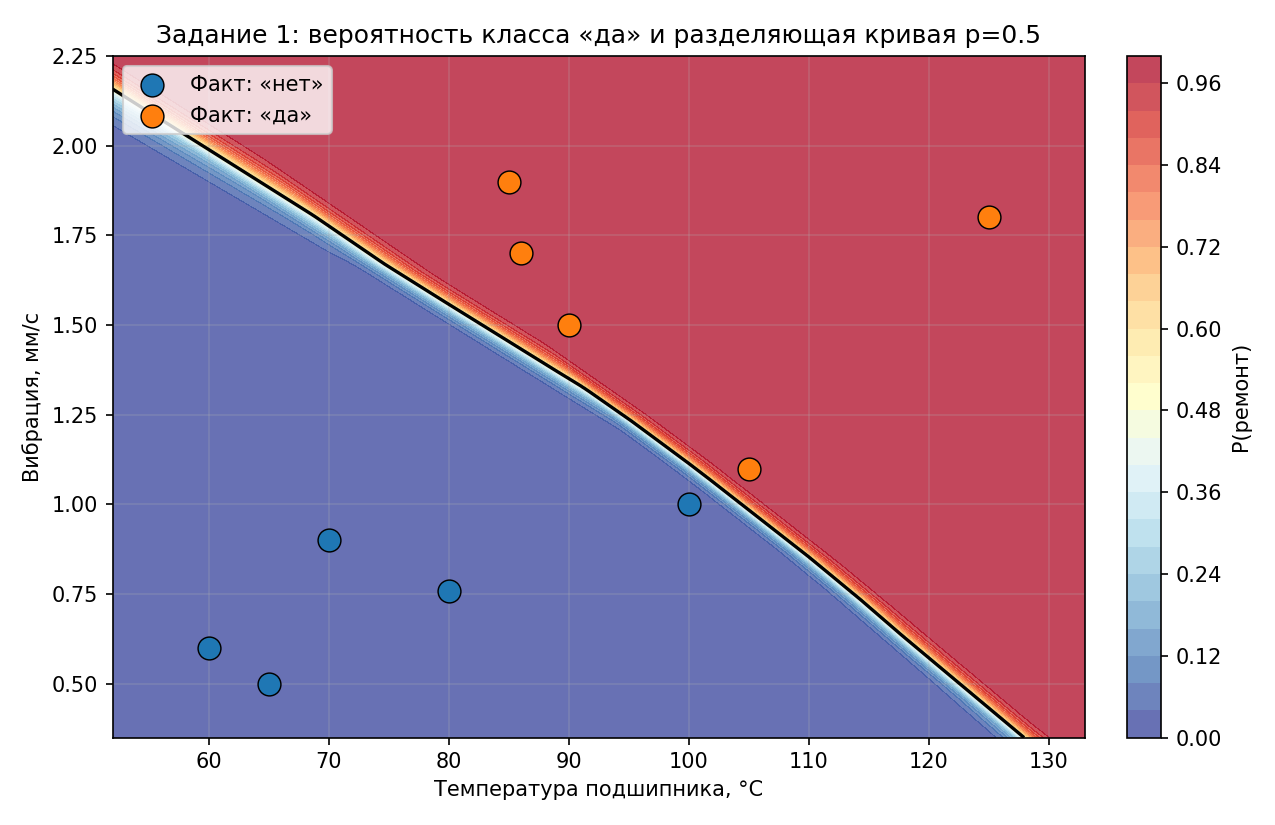 Задание 1: вероятность класса «да» и разделяющая кривая p=0.5
Факт: «нет»
Факт: «да»
2.25
2.00
1.75
1.50
1.25
1.00
0.75
0.50
Вибрация, мм/с
60 70 80 90 100 110 120 130
Температура подшипника, °C
0.96
0.84
0.72
0.60
0.48
0.36
0.24
0.12
0.00
P(ремонт)